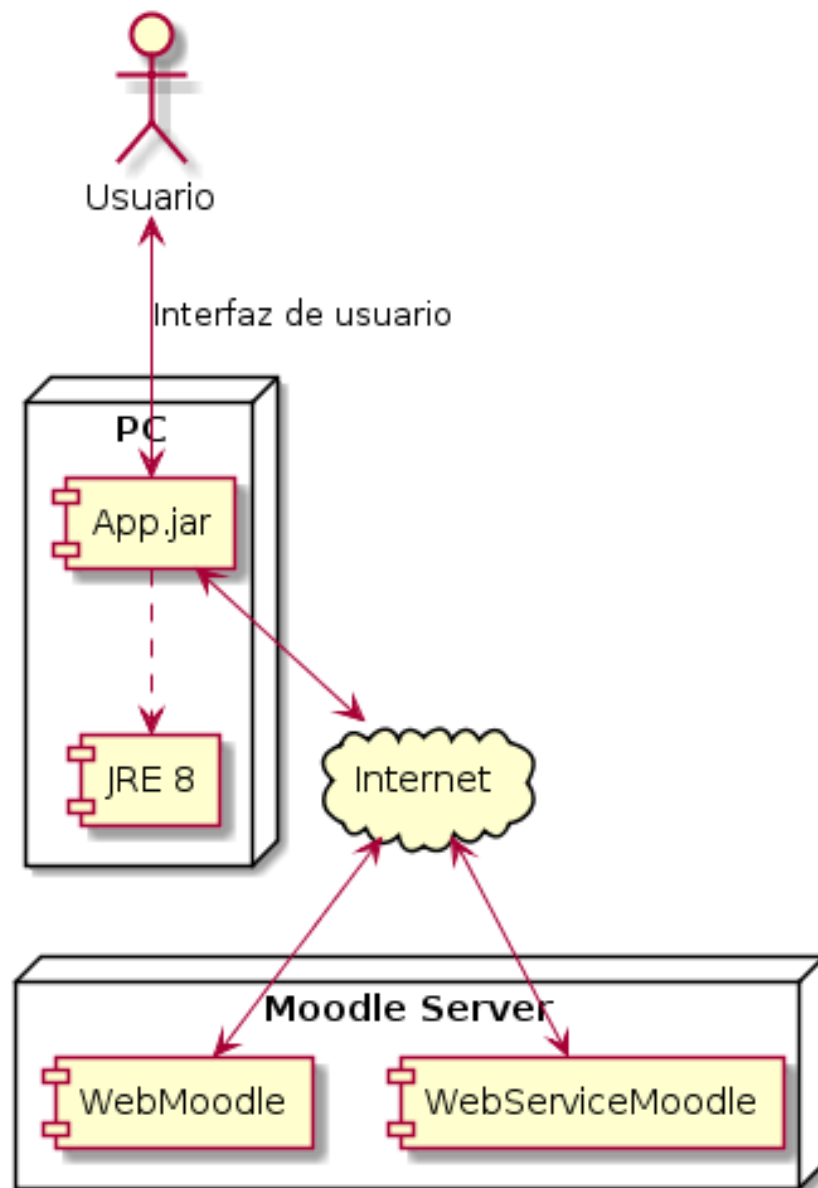 Usuario
Interfaz de usuario
PC
App.jar
JRE 8
Internet
Moodle Server
WebMoodle
WebServiceMoodle